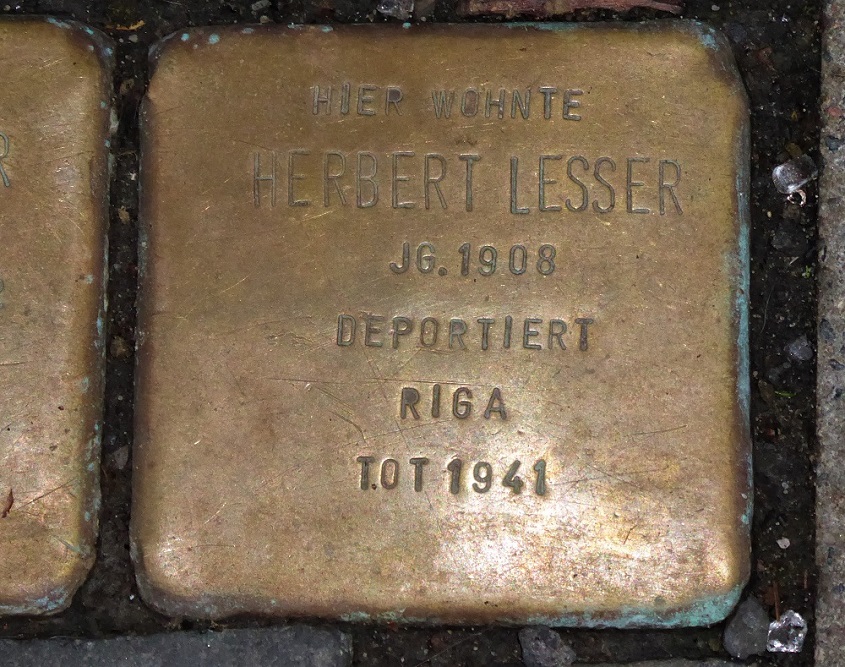 HIER WOHNTE
HERBERT LESSER
JG. 1908
DEPORTIERT
RIGA
TOT 1941